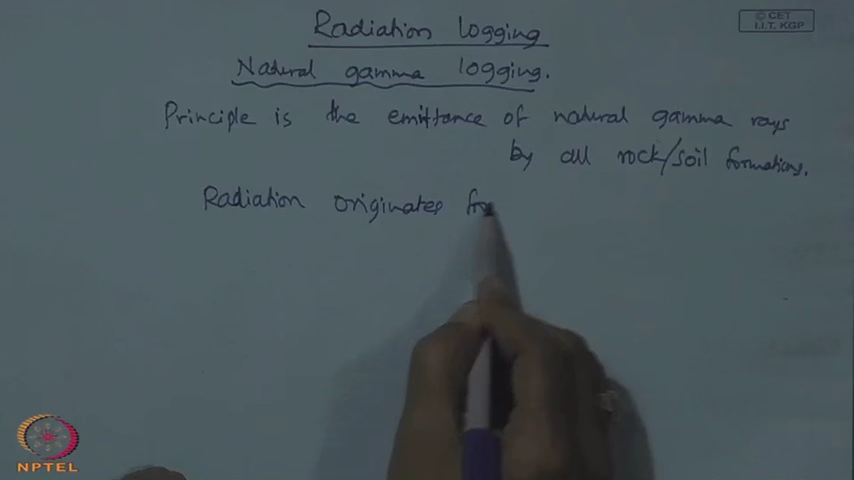 Radiation logging
© CET
I.I.T. KGP
Natural gamma logging.
Principle is the emittance of natural gamma rays
by all rock/soil formations.
Radiation originates fro
NPTEL